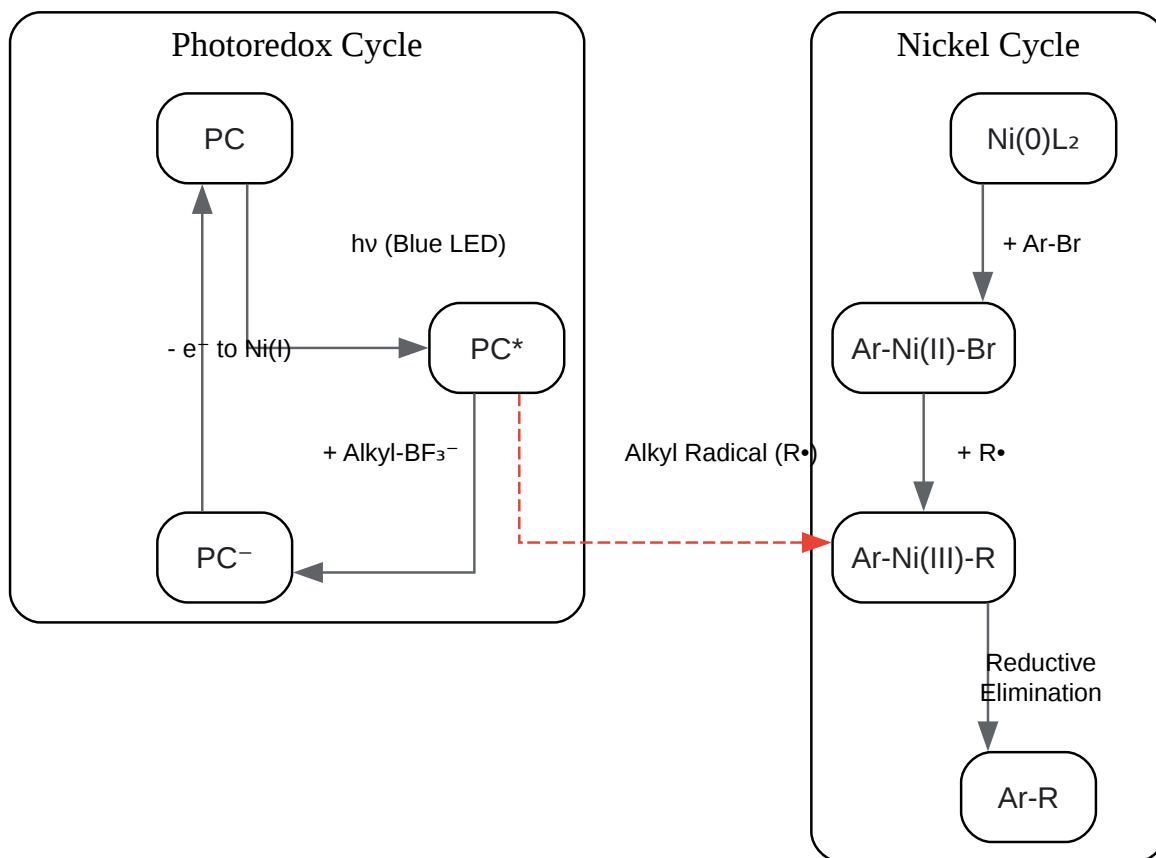 Photoredox Cycle
Nickel Cycle
PC
Ni(0)L₂
hν (Blue LED)
+ Ar-Br
- e⁻ to Ni(I)
PC*
Ar-Ni(II)-Br
+ Alkyl-BF₃⁻
Alkyl Radical (R•)
+ R•
PC⁻
Ar-Ni(III)-R
Reductive
Elimination
Ar-R